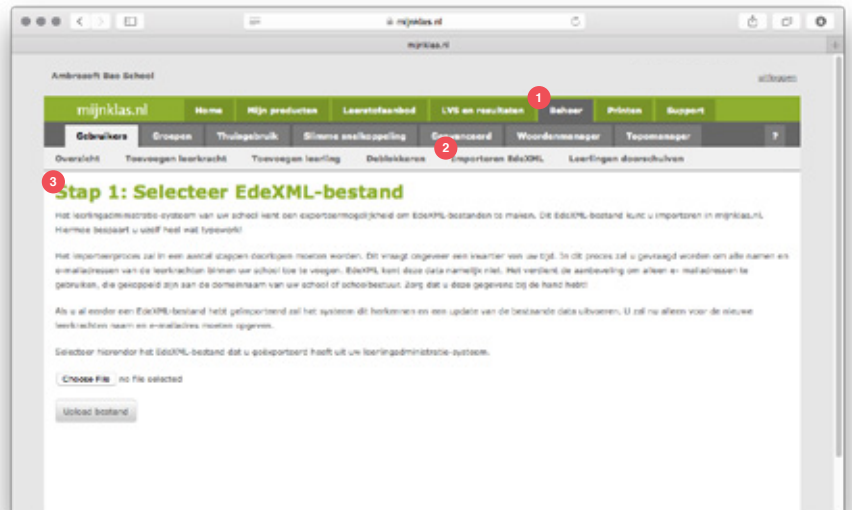 mijnklas.nl
mijnklas.nl
Ambrasoft Bao School
uitloggen
1
mijnklas.nl Home Mijn producten Leerstofaanbod LVS en resultaten Beheer Printen Support
Gebruikers Groepen Thuisgebruik Slimme snelkoppeling Geavanceerd Woordenmanager Topomanager ?
2
Overzicht Toevoegen leerkracht Toevoegen leerling Deblokkeren Importeren EdeXML Leerlingen doorschuiven
3
Stap 1: Selecteer EdeXML-bestand
Het leerlingadministratie-systeem van uw school kent een exporteermogelijkheid om EdeXML-bestanden te maken. Dit EdeXML-bestand kunt u importeren in mijnklas.nl.
Hiermee bespaart u uzelf heel wat typework!
Het importeerproces zal in een aantal stappen doorlopen moeten worden. Dit vraagt ongeveer een kwartier van uw tijd. In dit proces zal u gevraagd worden om alle namen en
e-mailadressen van de leerkrachten binnen uw school toe te voegen. EdeXML kent deze data namelijk niet. Het verdient de aanbeveling om alleen e-mailadressen te
gebruiken, die gekoppeld zijn aan de domeinnaam van uw school of schoolbestuur. Zorg dat u deze gegevens bij de hand hebt!
Als u al eerder een EdeXML-bestand hebt geïmporteerd zal het systeem dit herkennen en een update van de bestaande data uitvoeren. U zal nu alleen voor de nieuwe
leerkrachten naam en e-mailadres moeten opgeven.
Selecteer hieronder het EdeXML-bestand dat u geëxporteerd heeft uit uw leerlingadministratie-systeem.
Choose File no file selected
Upload bestand